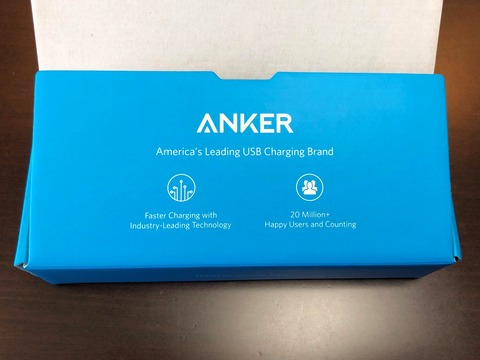 ANKER
America's Leading USB Charging Brand
Faster Charging with
Industry-Leading Technology
20 Million+
Happy Users and Counting